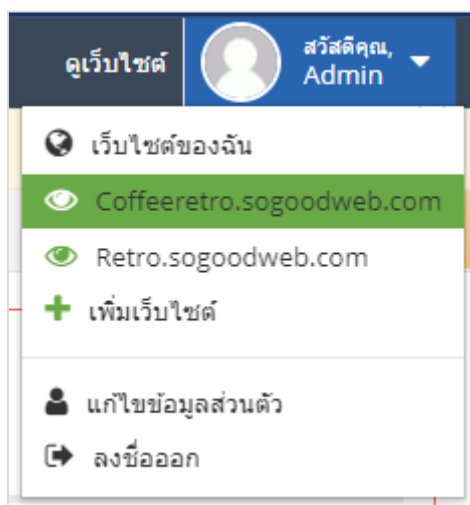 ดูเว็บไซต์
สวัสดีคุณ,
Admin
เว็บไซต์ของฉัน
Coffeeretro.sogoodweb.com
Retro.sogoodweb.com
เพิ่มเว็บไซต์
แก้ไขข้อมูลส่วนตัว
ลงชื่อออก